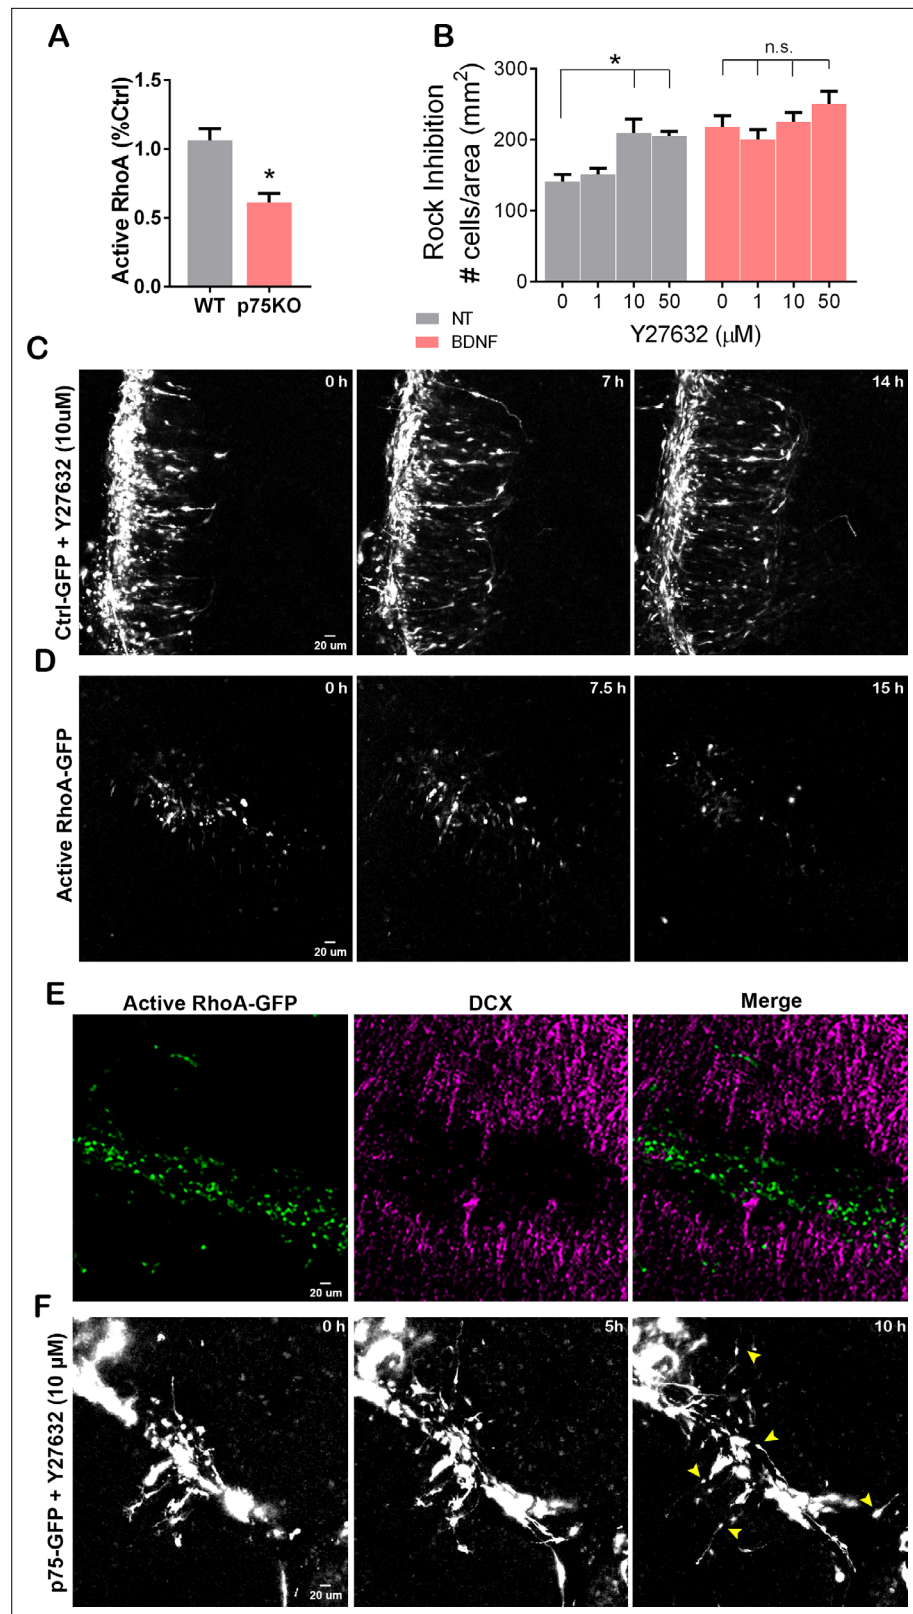 A
Active RhoA (%Ctrl)
1.5
1.0
0.5
0.0
*
WT p75KO
B
Rock Inhibition
# cells/area (mm²)
300
200
100
0
*
n.s.
0 1 10 50 0 1 10 50
Y27632 (µM)
NT
BDNF
C
Ctrl-GFP + Y27632 (10uM)
0 h
7 h
14 h
20 um
D
Active RhoA-GFP
0 h
7.5 h
15 h
20 um
E
Active RhoA-GFP
DCX
Merge
20 um
F
p75-GFP + Y27632 (10 µM)
0 h
5h
10 h
20 um